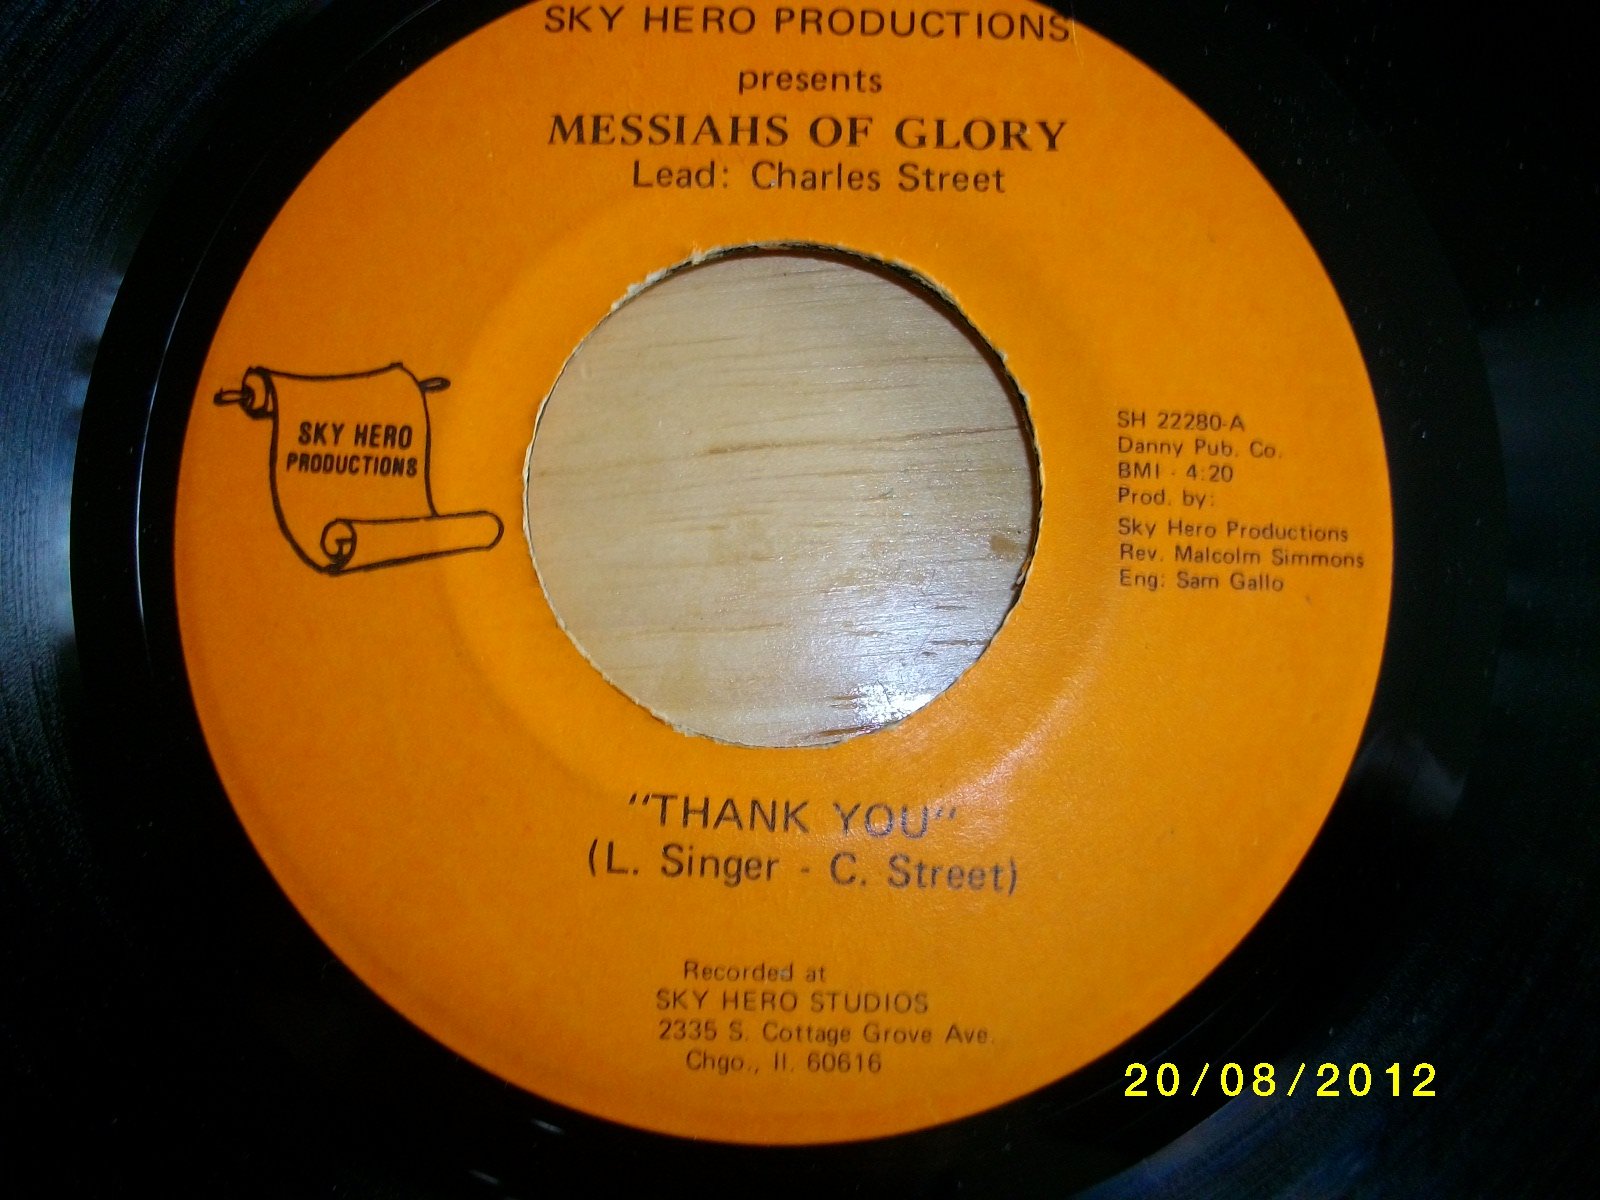 SKY HERO PRODUCTIONS
presents
MESSIAHS OF GLORY
Lead: Charles Street
SKY HERO
PRODUCTIONS
SH 22280-A
Danny Pub. Co.
BMI - 4:20
Prod. by:
Sky Hero Productions
Rev. Malcolm Simmons
Eng: Sam Gallo
"THANK YOU"
(L. Singer - C. Street)
Recorded at
SKY HERO STUDIOS
2335 S. Cottage Grove Ave.
Chgo., Il. 60616
20/08/2012